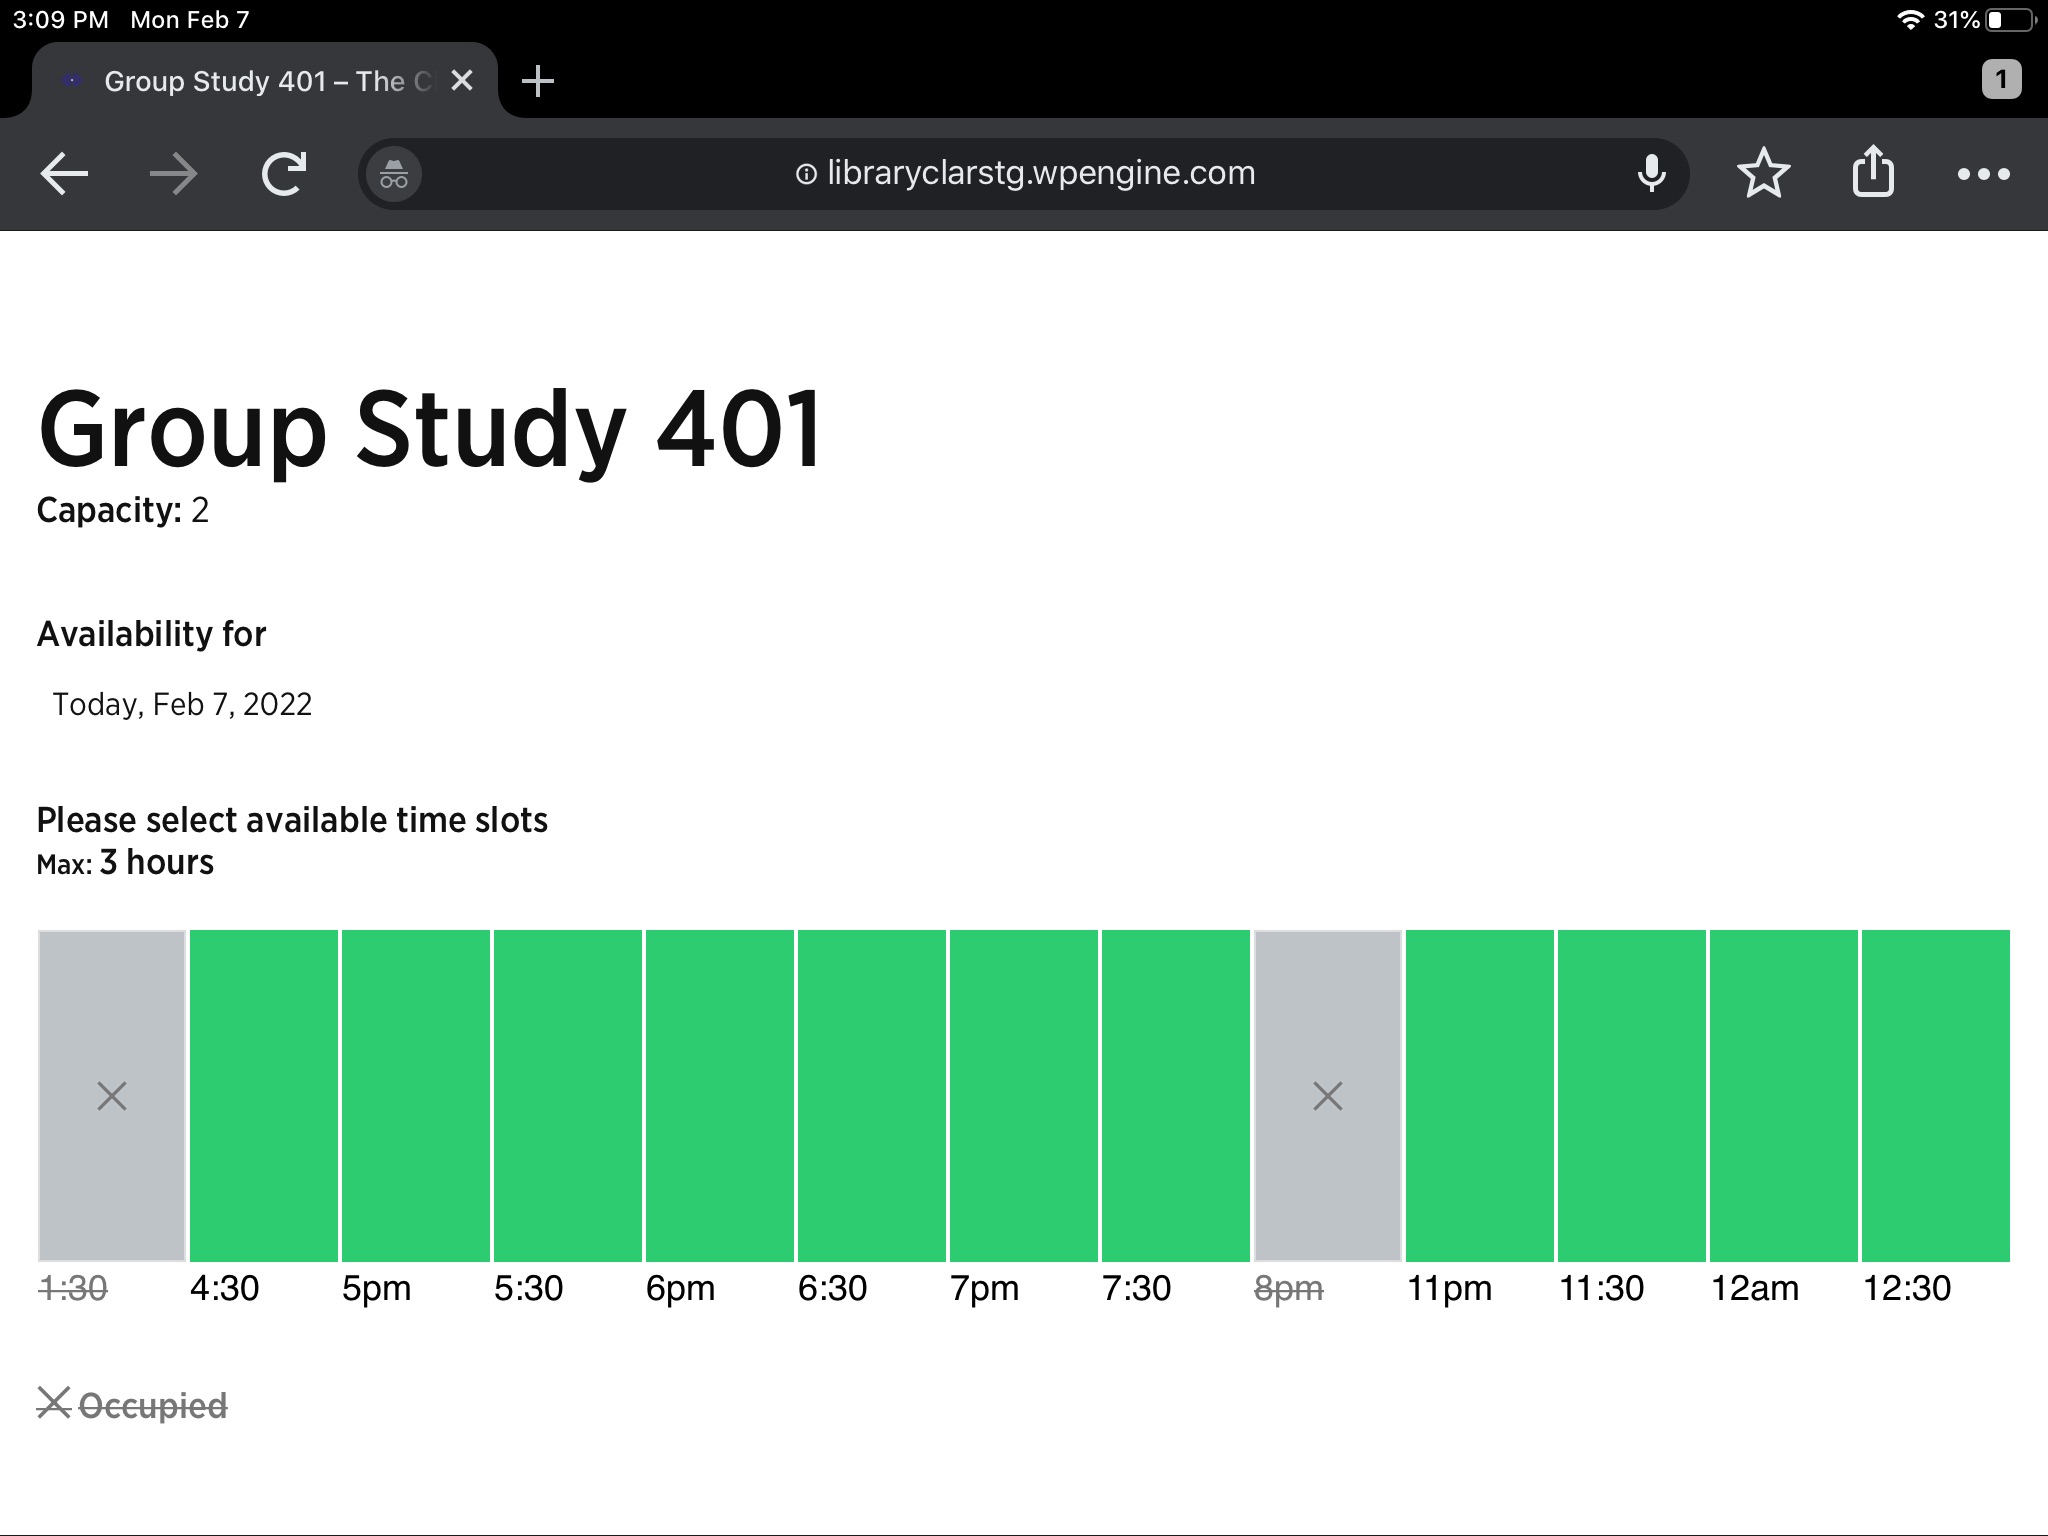 3:09 PM Mon Feb 7 31%
Group Study 401 – The C
1
libraryclarstg.wpengine.com
Group Study 401
Capacity: 2
Availability for
Today, Feb 7, 2022
Please select available time slots
Max: 3 hours
1:30 4:30 5pm 5:30 6pm 6:30 7pm 7:30 8pm 11pm 11:30 12am 12:30
Occupied